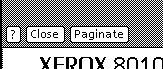 ? Close Paginate
XEROX 8010